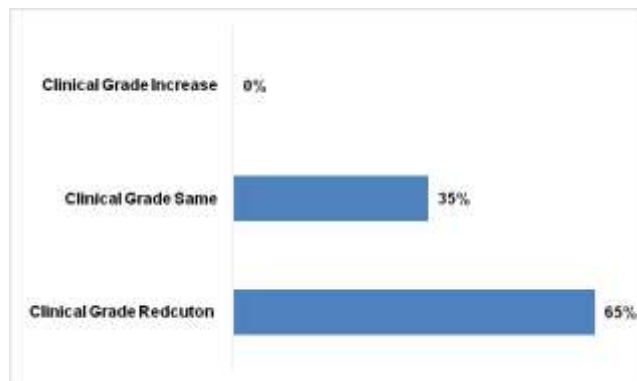 Clinical Grade Increase 0%
Clinical Grade Same 35%
Clinical Grade Redcuton 65%